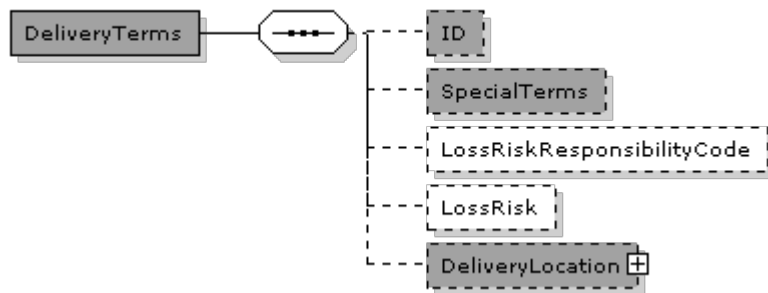 DeliveryTerms
ID
SpecialTerms
LossRiskResponsibilityCode
LossRisk
DeliveryLocation